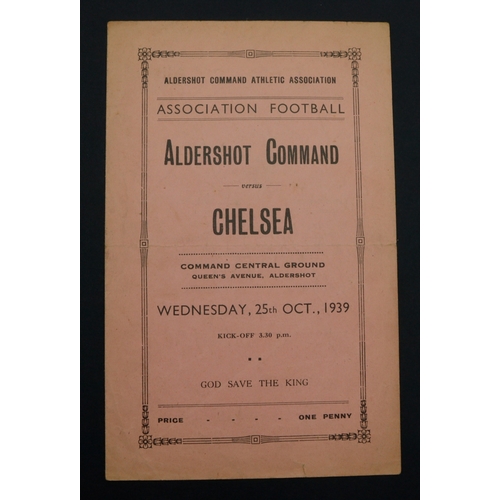 ALDERSHOT COMMAND ATHLETIC ASSOCIATION
ASSOCIATION FOOTBALL
ALDERSHOT COMMAND
versus
CHELSEA
COMMAND CENTRAL GROUND
QUEEN'S AVENUE, ALDERSHOT
WEDNESDAY, 25th OCT., 1939
KICK-OFF 3.30 p.m.
GOD SAVE THE KING
PRICE - - - - ONE PENNY